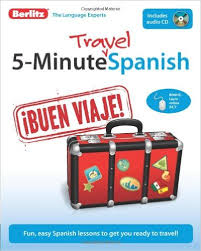 Berlitz
The Language Experts
Includes
audio CD
Travel
5-Minute Spanish
¡BUEN VIAJE!
Fun, easy Spanish lessons to get you ready to travel!